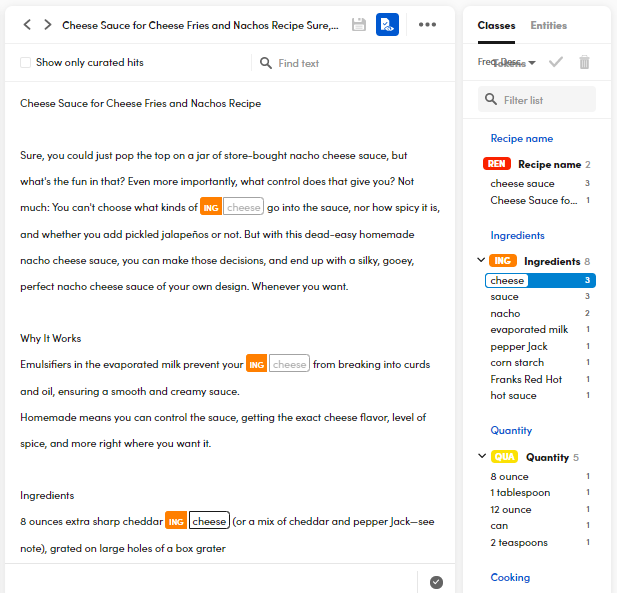 Cheese Sauce for Cheese Fries and Nachos Recipe Sure,...
Show only curated hits
Find text
Cheese Sauce for Cheese Fries and Nachos Recipe
Sure, you could just pop the top on a jar of store-bought nacho cheese sauce, but
what's the fun in that? Even more importantly, what control does that give you? Not
much: You can't choose what kinds of ING cheese go into the sauce, nor how spicy it is,
and whether you add pickled jalapeños or not. But with this dead-easy homemade
nacho cheese sauce, you can make those decisions, and end up with a silky, gooey,
perfect nacho cheese sauce of your own design. Whenever you want.
Why It Works
Emulsifiers in the evaporated milk prevent your ING cheese from breaking into curds
and oil, ensuring a smooth and creamy sauce.
Homemade means you can control the sauce, getting the exact cheese flavor, level of
spice, and more right where you want it.
Ingredients
8 ounces extra sharp cheddar ING cheese (or a mix of cheddar and pepper Jack—see
note), grated on large holes of a box grater
Classes Entities
Freq. Desc. Tokens
Filter list
Recipe name
REN Recipe name 2
cheese sauce 3
Cheese Sauce fo... 1
Ingredients
ING Ingredients 8
cheese 3
sauce 3
nacho 2
evaporated milk 1
pepper Jack 1
corn starch 1
Franks Red Hot 1
hot sauce 1
Quantity
QUA Quantity 5
8 ounce 1
1 tablespoon 1
12 ounce 1
can 1
2 teaspoons 1
Cooking